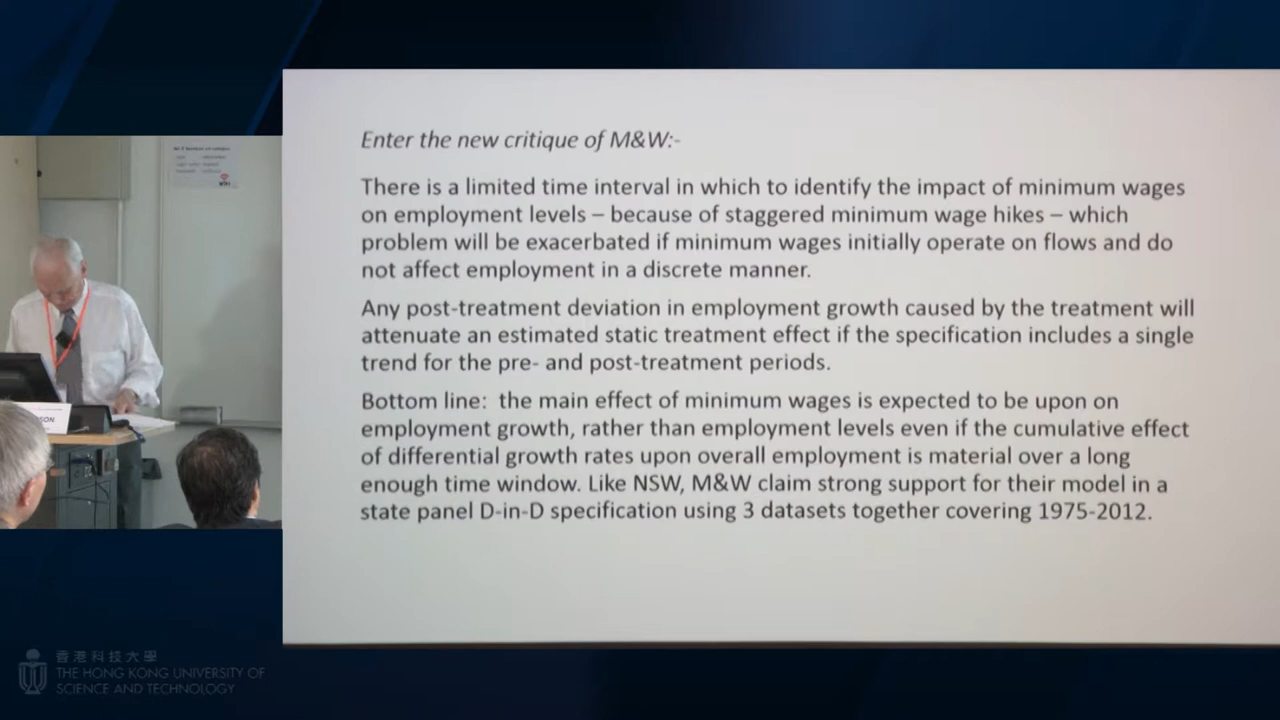 Enter the new critique of M&W:-
There is a limited time interval in which to identify the impact of minimum wages
on employment levels – because of staggered minimum wage hikes – which
problem will be exacerbated if minimum wages initially operate on flows and do
not affect employment in a discrete manner.
Any post-treatment deviation in employment growth caused by the treatment will
attenuate an estimated static treatment effect if the specification includes a single
trend for the pre- and post-treatment periods.
Bottom line: the main effect of minimum wages is expected to be upon on
employment growth, rather than employment levels even if the cumulative effect
of differential growth rates upon overall employment is material over a long
enough time window. Like NSW, M&W claim strong support for their model in a
state panel D-in-D specification using 3 datasets together covering 1975-2012.
SON
香港科技大學
THE HONG KONG UNIVERSITY OF
SCIENCE AND TECHNOLOGY